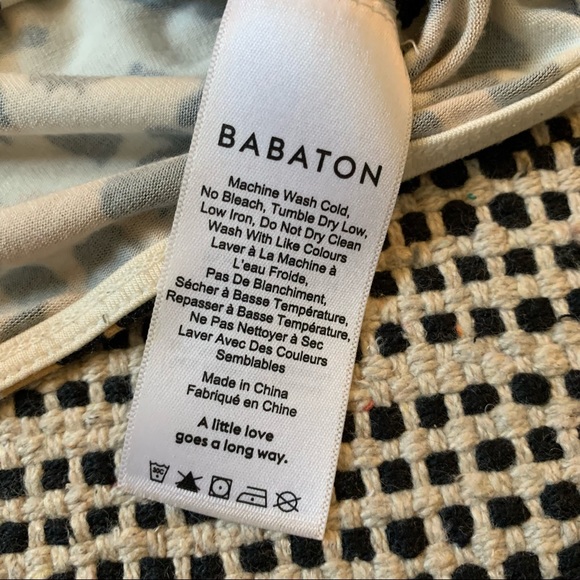 BABATON
Machine Wash Cold,
No Bleach, Tumble Dry Low,
Low Iron, Do Not Dry Clean
Wash With Like Colours
Laver à La Machine à
L'eau Froide,
Pas De Blanchiment,
Sécher à Basse Température,
Repasser à Basse Température,
Ne Pas Nettoyer à Sec
Laver Avec Des Couleurs
Semblables
Made in China
Fabriqué en Chine
A little love
goes a long way.